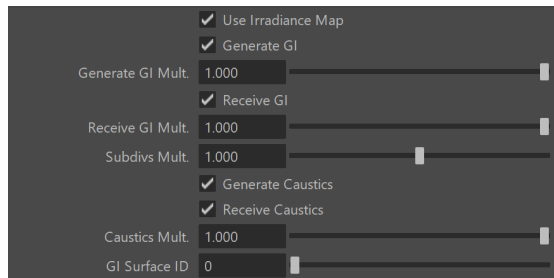 Use Irradiance Map
Generate GI
Generate GI Mult. 1.000
Receive GI
Receive GI Mult. 1.000
Subdivs Mult. 1.000
Generate Caustics
Receive Caustics
Caustics Mult. 1.000
GI Surface ID 0